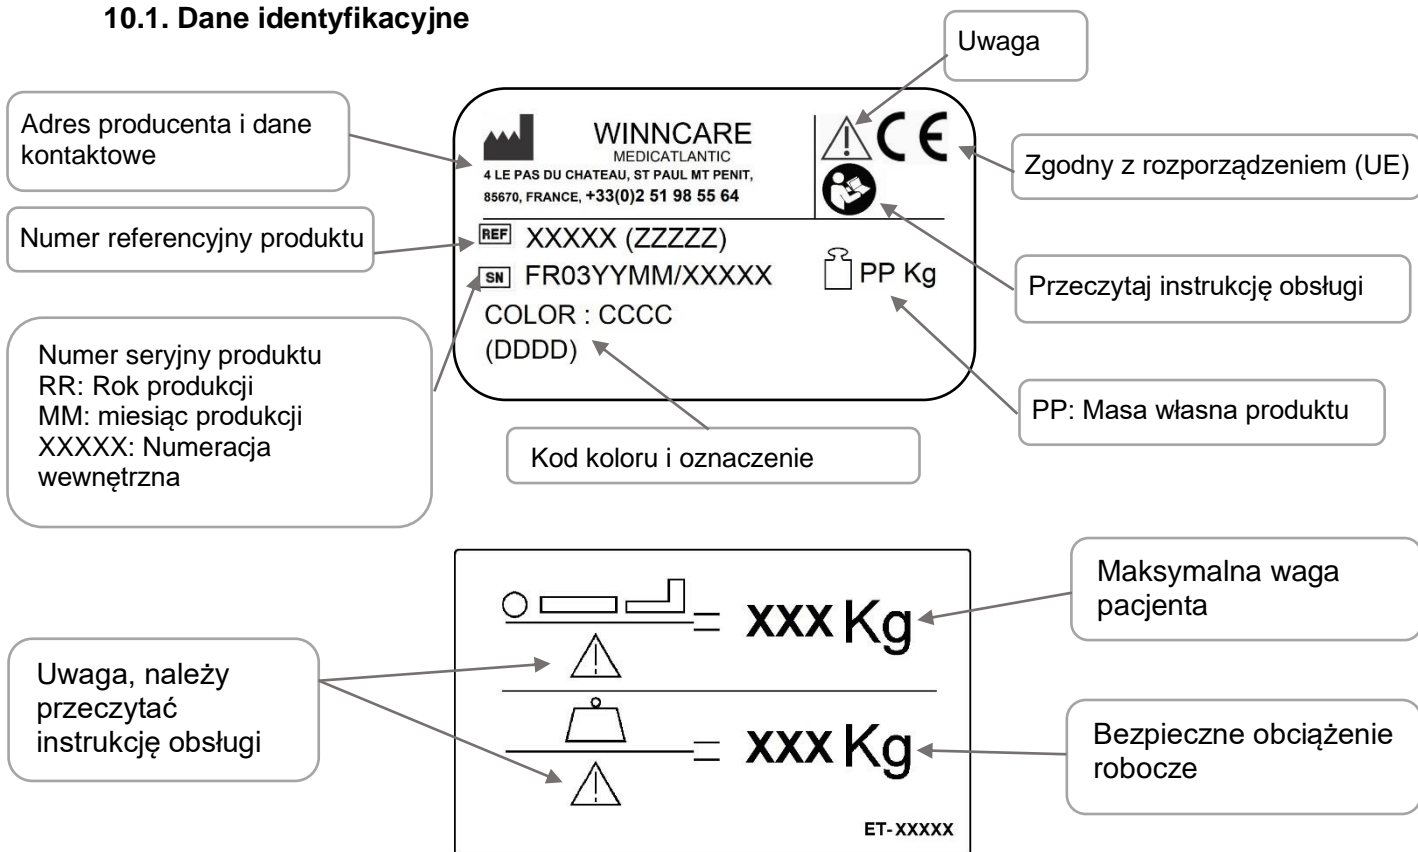 10.1. Dane identyfikacyjne
Uwaga
Adres producenta i dane
kontaktowe
WINNCARE
MEDICATLANTIC
4 LE PAS DU CHATEAU, ST PAUL MT PENIT,
85670, FRANCE, +33(0)2 51 98 55 64
CE
Zgodny z rozporządzeniem (UE)
Numer referencyjny produktu
REF XXXXX (ZZZZZ)
SN FR03YYMM/XXXXX
PP Kg
COLOR : CCCC
(DDDD)
Przeczytaj instrukcję obsługi
Numer seryjny produktu
RR: Rok produkcji
MM: miesiąc produkcji
XXXXX: Numeracja
wewnętrzna
PP: Masa własna produktu
Kod koloru i oznaczenie
= xxx Kg
Maksymalna waga
pacjenta
Uwaga, należy
przeczytać
instrukcję obsługi
= xxx Kg
Bezpieczne obciążenie
robocze
ET-XXXXX